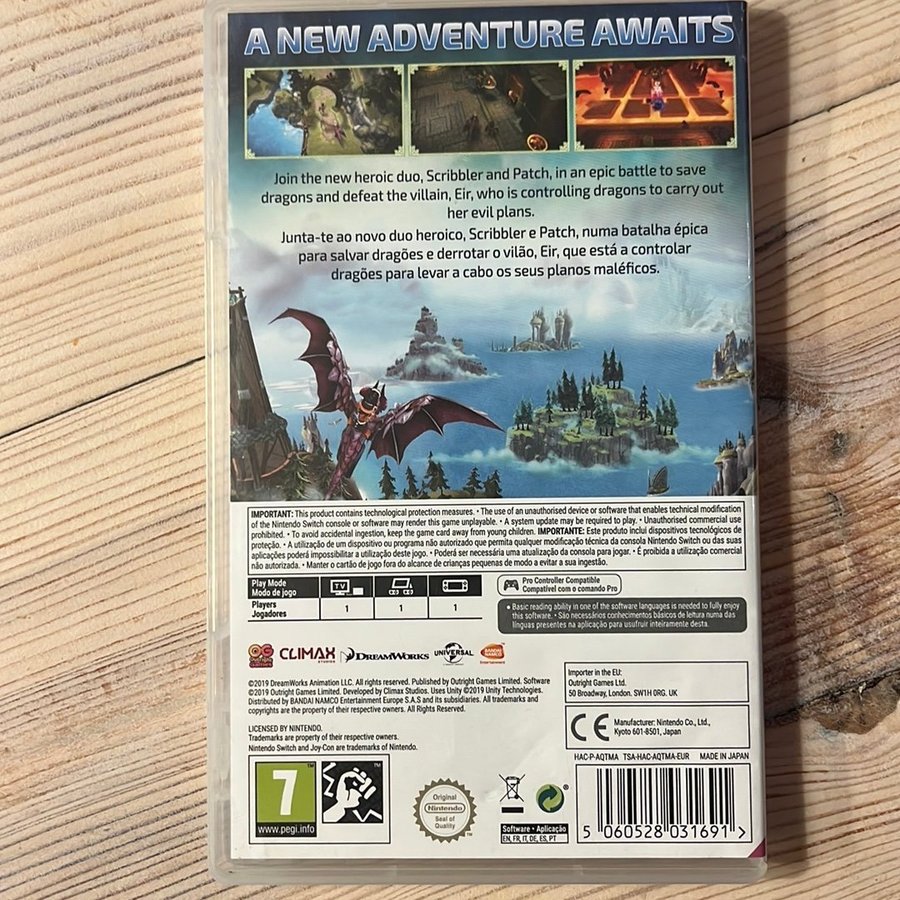 A NEW ADVENTURE AWAITS
Join the new heroic duo, Scribbler and Patch, in an epic battle to save
dragons and defeat the villain, Eir, who is controlling dragons to carry out
her evil plans.
Junta-te ao novo duo heroico, Scribbler e Patch, numa batalha épica
para salvar dragões e derrotar o vilão, Eir, que está a controlar
dragões para levar a cabo os seus planos maléficos.
IMPORTANT: This product contains technological protection measures. • The use of an unauthorised device or software that enables technical modification
of the Nintendo Switch console or software may render this game unplayable. • A system update may be required to play. • Unauthorised commercial use
prohibited. • To avoid accidental ingestion, keep the game card away from young children. IMPORTANTE: Este produto inclui dispositivos tecnológicos de
proteção. • A utilização de um dispositivo ou programa não autorizado que permita qualquer modificação técnica da consola Nintendo Switch ou das suas
aplicações poderá impossibilitar a utilização deste jogo. • Poderá ser necessária uma atualização da consola para jogar. • É proibida a utilização comercial
não autorizada. • Manter o cartão de jogo fora do alcance de crianças pequenas de modo a evitar a sua ingestão.
Play Mode
Modo de jogo
TV
Players
Jogadores
1
1
1
Pro Controller Compatible
Compatível com o comando Pro
• Basic reading ability in one of the software languages is needed to fully enjoy
this software. • São necessários conhecimentos básicos de leitura numa das
línguas presentes na aplicação para usufruir inteiramente desta.
OG
Outright
Games
CLIMAX
STUDIOS
DREAMWORKS
UNIVERSAL
BANDAI
NAMCO
Entertainment
©2019 DreamWorks Animation LLC. All rights reserved. Published by Outright Games Limited. Software
©2019 Outright Games Limited. Developed by Climax Studios. Uses Unity ©2019 Unity Technologies.
Distributed by BANDAI NAMCO Entertainment Europe S.A.S and its subsidiaries. All trademarks and
copyrights are the property of their respective owners. All Rights Reserved.
LICENSED BY NINTENDO.
Trademarks are property of their respective owners.
Nintendo Switch and Joy-Con are trademarks of Nintendo.
Importer in the EU:
Outright Games Ltd.
50 Broadway, London. SW1H 0RG. UK
CE
Manufacturer: Nintendo Co., Ltd.,
Kyoto 601-8501, Japan
HAC-P-AQTMA TSA-HAC-AQTMA-EUR MADE IN JAPAN
7
TM
www.pegi.info
TM
Original
Nintendo
Seal of
Quality
TM
®
Software • Aplicação
EN, FR, IT, DE, ES, PT
5 060528 031691 >